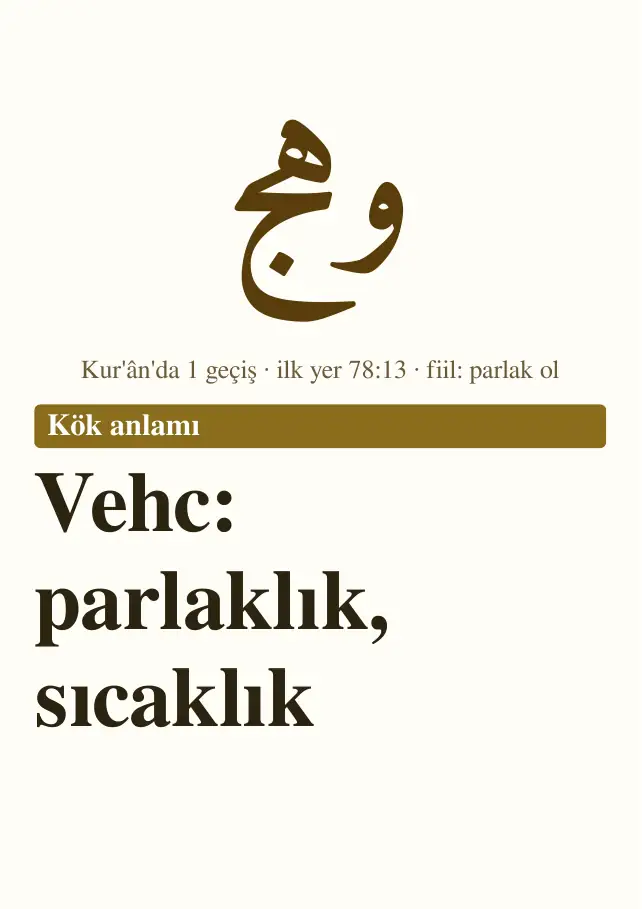 وهج
Kur'ân'da 1 geçiş · ilk yer 78:13 · fiil: parlak ol
Kök anlamı
Vehc:
parlaklık,
sıcaklık